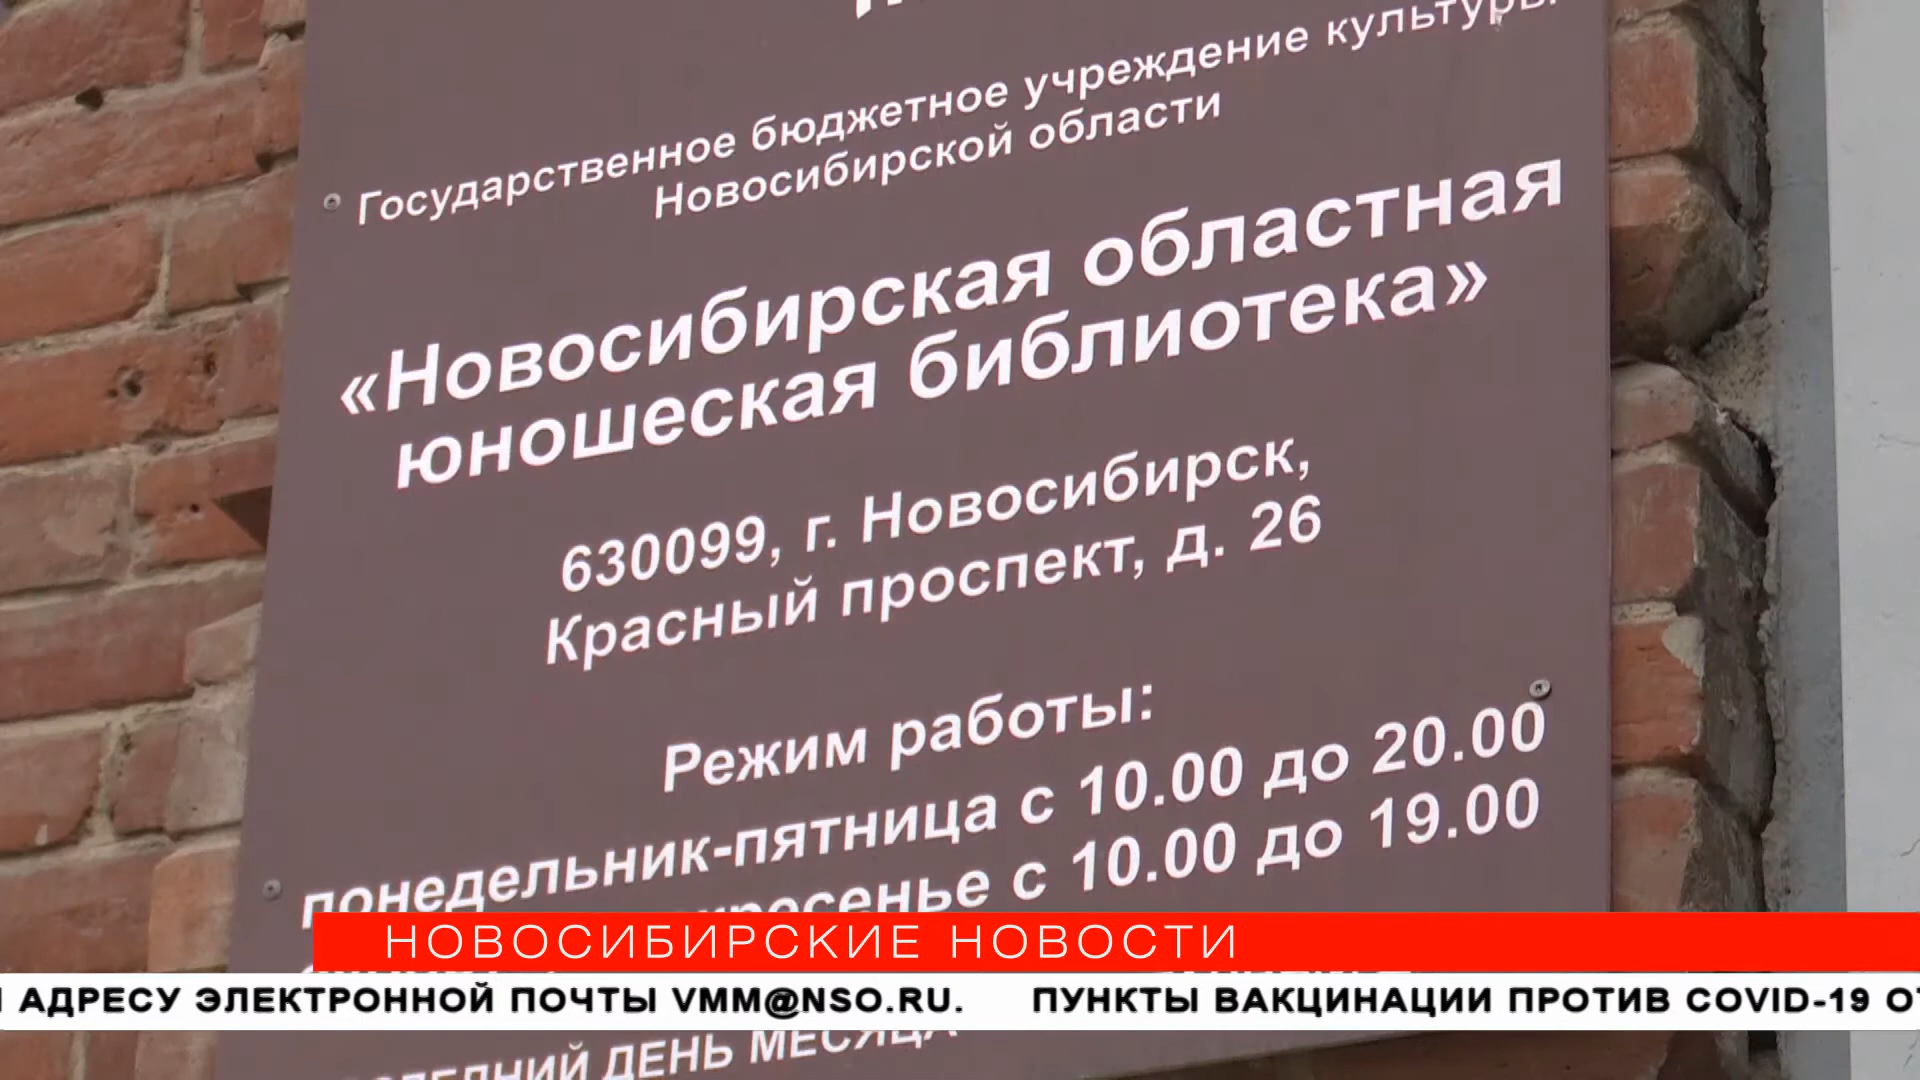 Государственное бюджетное учреждение культуры
Новосибирской области
«Новосибирская областная
юношеская библиотека»
630099, г. Новосибирск,
Красный проспект, д. 26
Режим работы:
понедельник-пятница с 10.00 до 20.00
с 10.00 до 19.00
НОВОСИБИРСКИЕ НОВОСТИ
АДРЕСУ ЭЛЕКТРОННОЙ ПОЧТЫ VMM@NSO.RU. ПУНКТЫ ВАКЦИНАЦИИ ПРОТИВ COVID-19
ДЕНЬ МЕСЯЦА